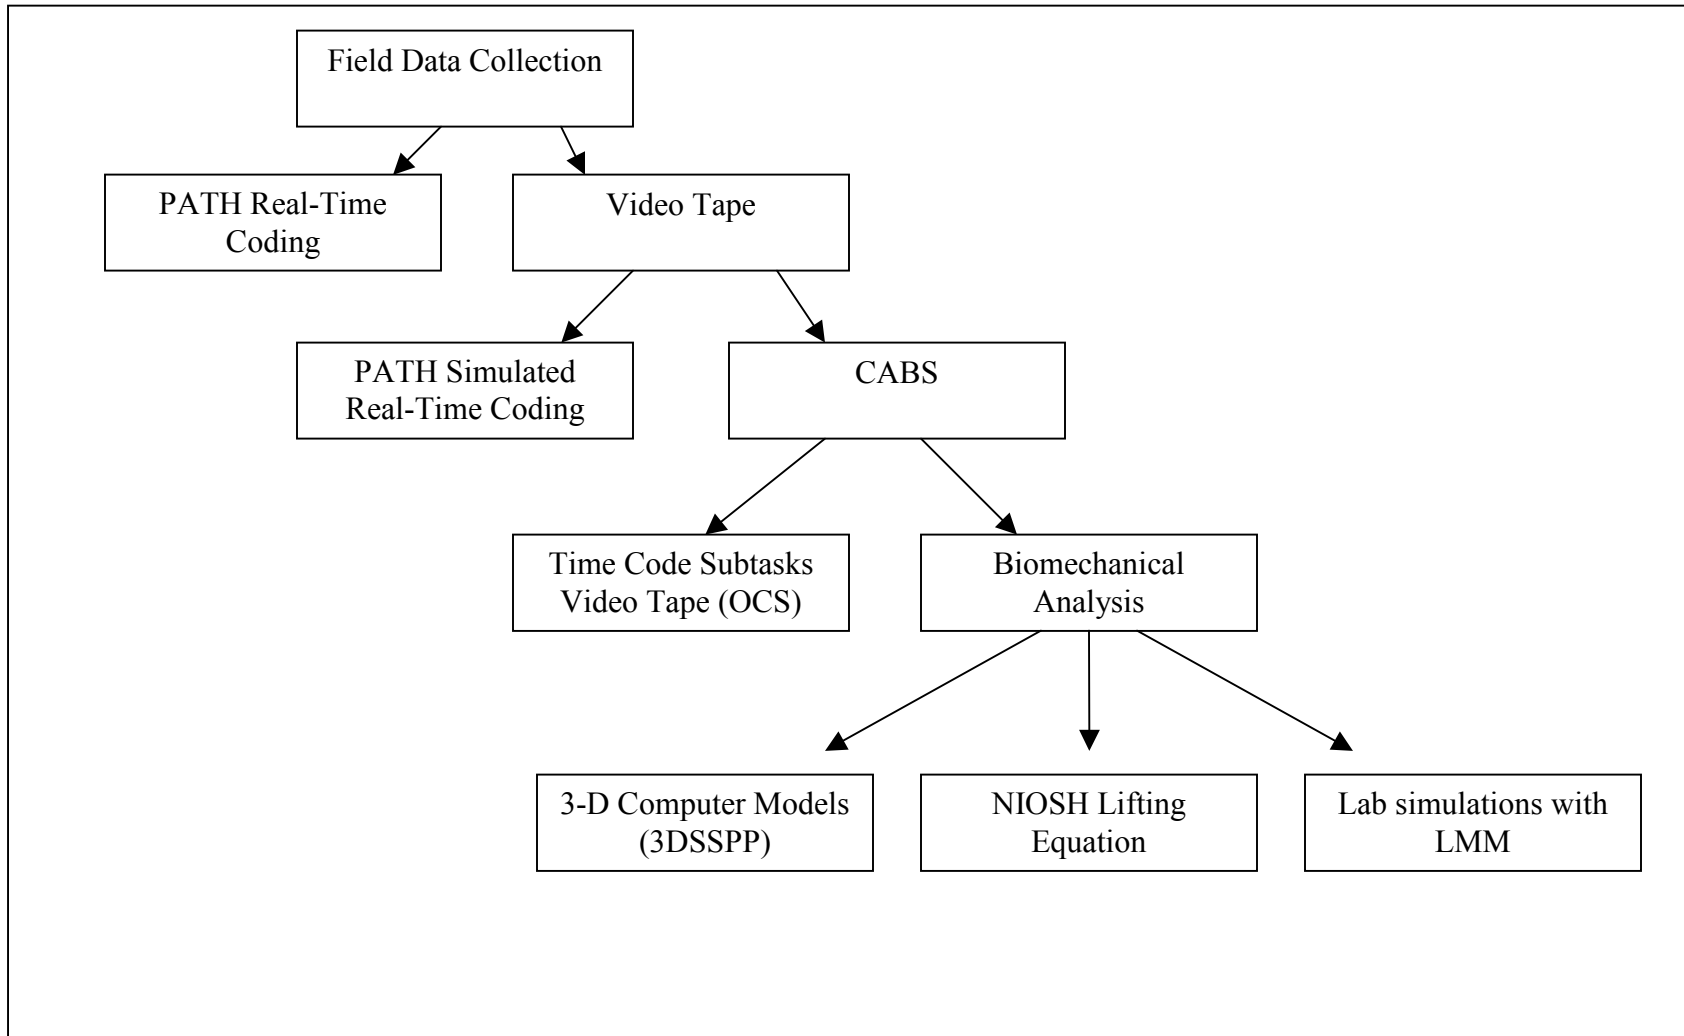 Field Data Collection
PATH Real-Time
Coding
Video Tape
PATH Simulated
Real-Time Coding
CABS
Time Code Subtasks
Video Tape (OCS)
Biomechanical
Analysis
3-D Computer Models
(3DSSPP)
NIOSH Lifting
Equation
Lab simulations with
LMM